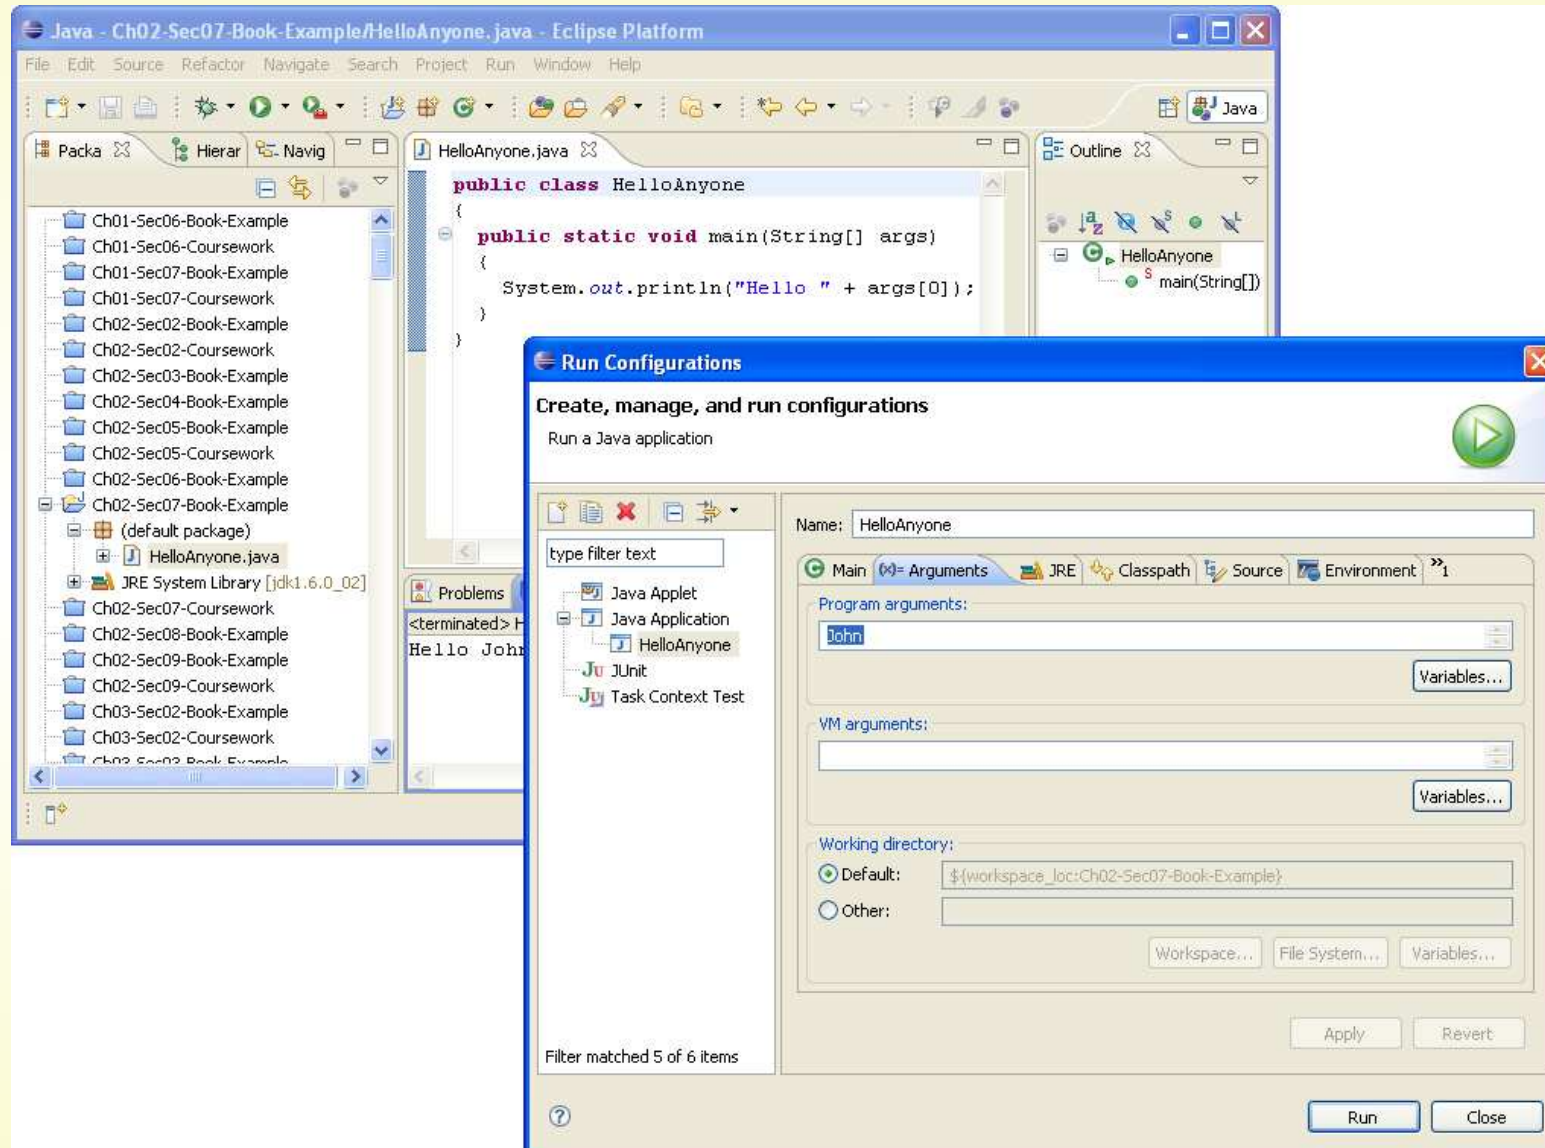 Java - Ch02-Sec07-Book-Example/HelloAnyone.java - Eclipse Platform
File Edit Source Refactor Navigate Search Project Run Window Help
Java
Packa Hierar Navig
Ch01-Sec06-Book-Example
Ch01-Sec06-Coursework
Ch01-Sec07-Book-Example
Ch01-Sec07-Coursework
Ch02-Sec02-Book-Example
Ch02-Sec02-Coursework
Ch02-Sec03-Book-Example
Ch02-Sec04-Book-Example
Ch02-Sec05-Book-Example
Ch02-Sec05-Coursework
Ch02-Sec06-Book-Example
Ch02-Sec07-Book-Example
(default package)
HelloAnyone.java
JRE System Library [jdk1.6.0_02]
Ch02-Sec07-Coursework
Ch02-Sec08-Book-Example
Ch02-Sec09-Book-Example
Ch02-Sec09-Coursework
Ch03-Sec02-Book-Example
Ch03-Sec02-Coursework
HelloAnyone.java
public class HelloAnyone
{
public static void main(String[] args)
{
System.out.println("Hello " + args[0]);
}
}
Outline
HelloAnyone
main(String[])
Problems
<terminated> H
Hello John
Run Configurations
Create, manage, and run configurations
Run a Java application
type filter text
Java Applet
Java Application
HelloAnyone
JUnit
Task Context Test
Filter matched 5 of 6 items
Name: HelloAnyone
Main (x)= Arguments JRE Classpath Source Environment »1
Program arguments:
John
Variables...
VM arguments:
Variables...
Working directory:
Default: ${workspace_loc:Ch02-Sec07-Book-Example}
Other:
Workspace... File System... Variables...
Apply Revert
Run Close